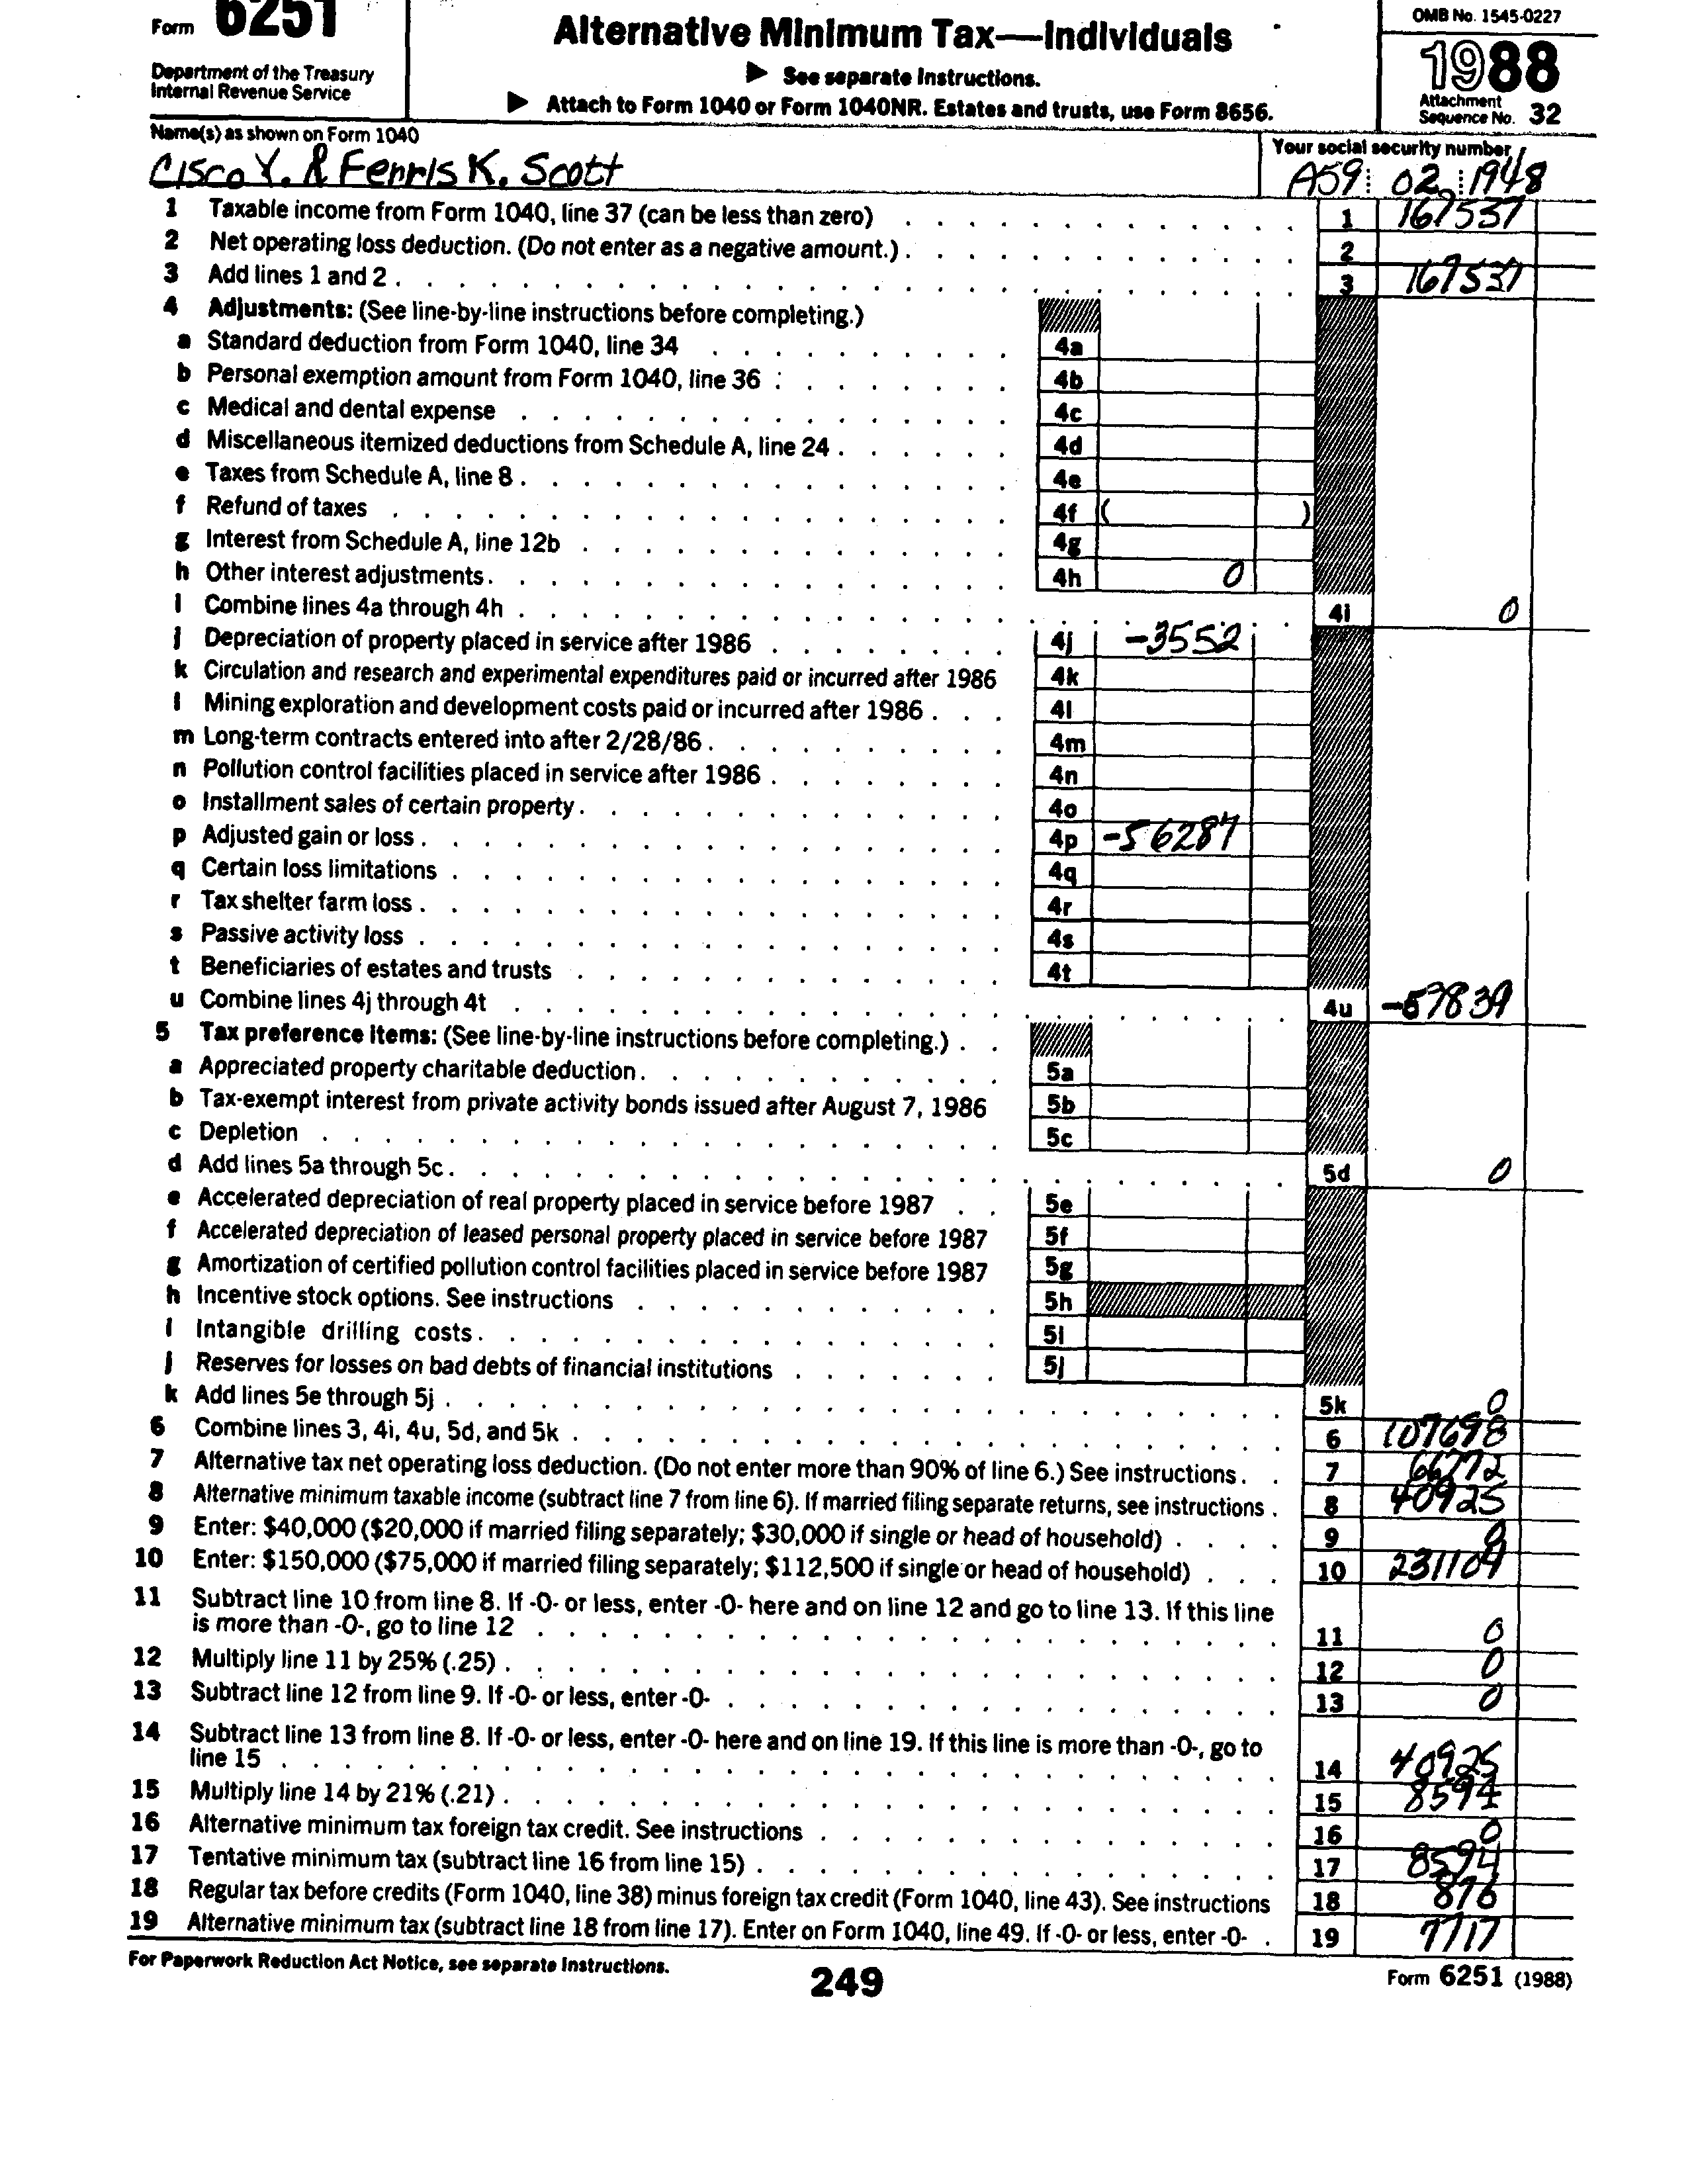 Form 6251
Alternative Minimum Tax—Individuals
OMB No. 1545-0227
Department of the Treasury
Internal Revenue Service
▶ See separate Instructions.
▶ Attach to Form 1040 or Form 1040NR. Estates and trusts, use Form 8656.
1988
Attachment
Sequence No. 32
Name(s) as shown on Form 1040
Your social security number
Cisco Y. & Ferris K. Scott
A59 02 1948
1 Taxable income from Form 1040, line 37 (can be less than zero) 1 167537
2 Net operating loss deduction. (Do not enter as a negative amount.) 2
3 Add lines 1 and 2 3 167537
4 Adjustments: (See line-by-line instructions before completing.)
a Standard deduction from Form 1040, line 34 4a
b Personal exemption amount from Form 1040, line 36 4b
c Medical and dental expense 4c
d Miscellaneous itemized deductions from Schedule A, line 24 4d
e Taxes from Schedule A, line 8 4e
f Refund of taxes 4f ( )
g Interest from Schedule A, line 12b 4g
h Other interest adjustments 4h 0
i Combine lines 4a through 4h 4i 0
j Depreciation of property placed in service after 1986 4j -3552
k Circulation and research and experimental expenditures paid or incurred after 1986 4k
l Mining exploration and development costs paid or incurred after 1986 4l
m Long-term contracts entered into after 2/28/86 4m
n Pollution control facilities placed in service after 1986 4n
o Installment sales of certain property 4o
p Adjusted gain or loss 4p -56287
q Certain loss limitations 4q
r Tax shelter farm loss 4r
s Passive activity loss 4s
t Beneficiaries of estates and trusts 4t
u Combine lines 4j through 4t 4u -59839
5 Tax preference items: (See line-by-line instructions before completing.)
a Appreciated property charitable deduction 5a
b Tax-exempt interest from private activity bonds issued after August 7, 1986 5b
c Depletion 5c
d Add lines 5a through 5c 5d 0
e Accelerated depreciation of real property placed in service before 1987 5e
f Accelerated depreciation of leased personal property placed in service before 1987 5f
g Amortization of certified pollution control facilities placed in service before 1987 5g
h Incentive stock options. See instructions 5h
i Intangible drilling costs 5i
j Reserves for losses on bad debts of financial institutions 5j
k Add lines 5e through 5j 5k 0
6 Combine lines 3, 4i, 4u, 5d, and 5k 6 107698
7 Alternative tax net operating loss deduction. (Do not enter more than 90% of line 6.) See instructions 7 66772
8 Alternative minimum taxable income (subtract line 7 from line 6). If married filing separate returns, see instructions 8 40925
9 Enter: $40,000 ($20,000 if married filing separately; $30,000 if single or head of household) 9 0
10 Enter: $150,000 ($75,000 if married filing separately; $112,500 if single or head of household) 10 231109
11 Subtract line 10 from line 8. If -0- or less, enter -0- here and on line 12 and go to line 13. If this line
is more than -0-, go to line 12 11 0
12 Multiply line 11 by 25% (.25) 12 0
13 Subtract line 12 from line 9. If -0- or less, enter -0- 13 0
14 Subtract line 13 from line 8. If -0- or less, enter -0- here and on line 19. If this line is more than -0-, go to
line 15 14 40925
15 Multiply line 14 by 21% (.21) 15 8594
16 Alternative minimum tax foreign tax credit. See instructions 16 0
17 Tentative minimum tax (subtract line 16 from line 15) 17 8594
18 Regular tax before credits (Form 1040, line 38) minus foreign tax credit (Form 1040, line 43). See instructions 18 876
19 Alternative minimum tax (subtract line 18 from line 17). Enter on Form 1040, line 49. If -0- or less, enter -0- 19 7717
For Paperwork Reduction Act Notice, see separate Instructions.
249
Form 6251 (1988)